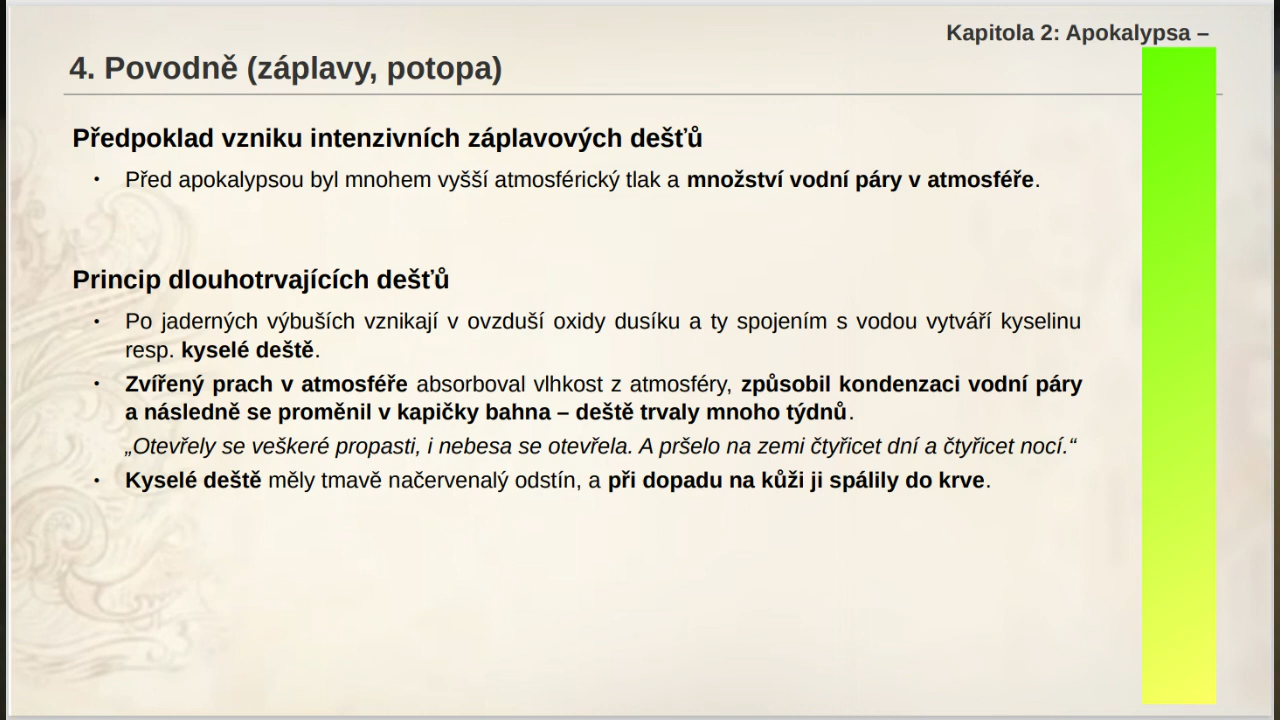 Kapitola 2: Apokalypsa –
4. Povodně (záplavy, potopa)
Předpoklad vzniku intenzivních záplavových dešťů
• Před apokalypsou byl mnohem vyšší atmosférický tlak a množství vodní páry v atmosféře.
Princip dlouhotrvajících dešťů
• Po jaderných výbuších vznikají v ovzduší oxidy dusíku a ty spojením s vodou vytváří kyselinu
resp. kyselé deště.
• Zvířený prach v atmosféře absorboval vlhkost z atmosféry, způsobil kondenzaci vodní páry
a následně se proměnil v kapičky bahna – deště trvaly mnoho týdnů.
„Otevřely se veškeré propasti, i nebesa se otevřela. A pršelo na zemi čtyřicet dní a čtyřicet nocí.“
• Kyselé deště měly tmavě načervenalý odstín, a při dopadu na kůži ji spálily do krve.